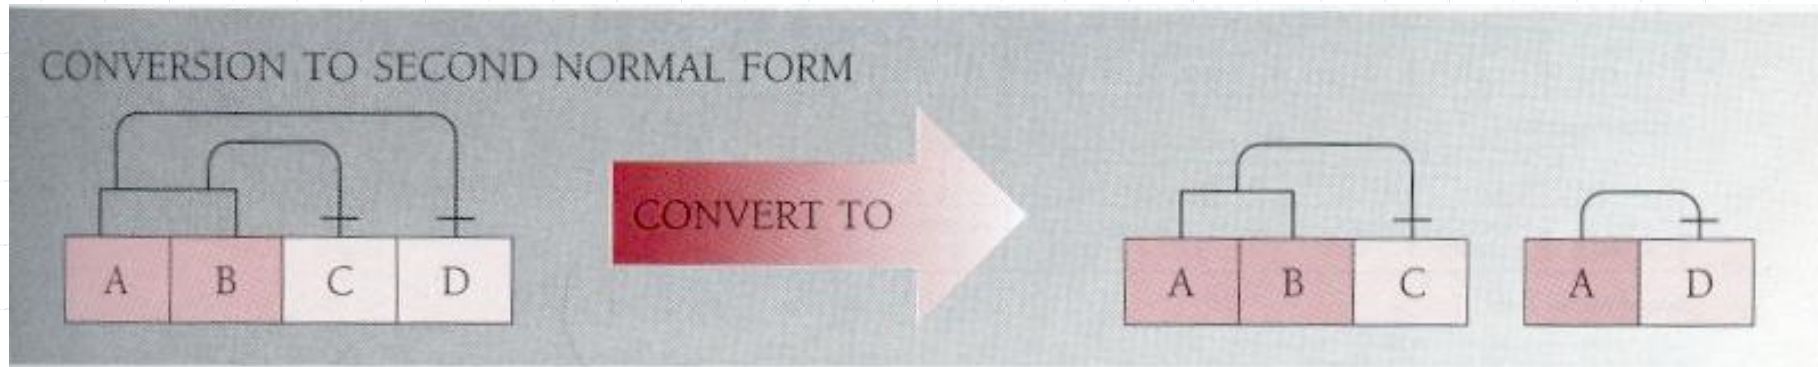 CONVERSION TO SECOND NORMAL FORM
CONVERT TO
A B C D
A B C
A D